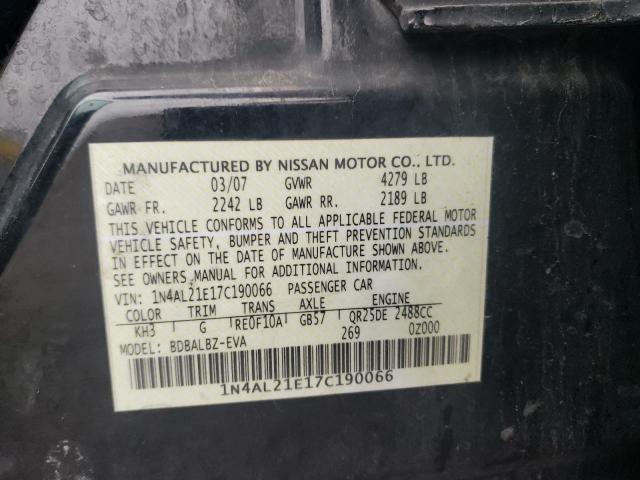 MANUFACTURED BY NISSAN MOTOR CO., LTD.
DATE 03/07 GVWR 4279 LB
GAWR FR. 2242 LB GAWR RR. 2189 LB
THIS VEHICLE CONFORMS TO ALL APPLICABLE FEDERAL MOTOR
VEHICLE SAFETY, BUMPER AND THEFT PREVENTION STANDARDS
IN EFFECT ON THE DATE OF MANUFACTURE SHOWN ABOVE.
SEE OWNERS MANUAL FOR ADDITIONAL INFORMATION.
VIN: 1N4AL21E17C190066 PASSENGER CAR
COLOR TRIM TRANS AXLE ENGINE
KH3 G RE0F10A GB57 QR25DE 2488CC
MODEL: BDBALBZ-EVA 269 0Z000
1N4AL21E17C190066